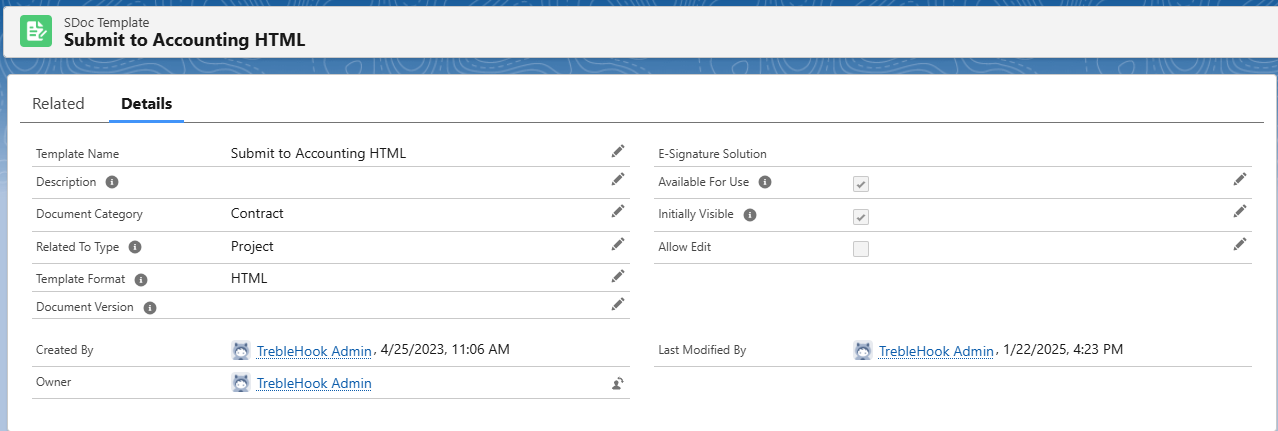 SDoc Template
Submit to Accounting HTML
Related Details
Template Name Submit to Accounting HTML
Description
Document Category Contract
Related To Type Project
Template Format HTML
Document Version
Created By TrebleHook Admin, 4/25/2023, 11:06 AM
Owner TrebleHook Admin
E-Signature Solution
Available For Use
Initially Visible
Allow Edit
Last Modified By TrebleHook Admin, 1/22/2025, 4:23 PM